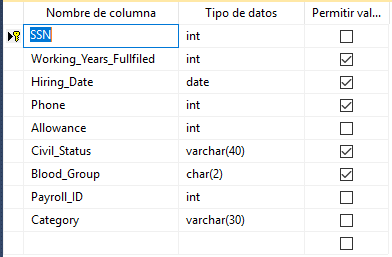 Nombre de columna Tipo de datos Permitir val...
SSN int
Working_Years_Fullfiled int
Hiring_Date date
Phone int
Allowance int
Civil_Status varchar(40)
Blood_Group char(2)
Payroll_ID int
Category varchar(30)